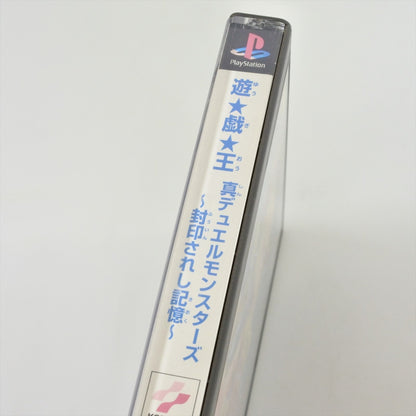 PlayStation
遊★戯★王
真デュエルモンスターズ
～封印されし記憶～